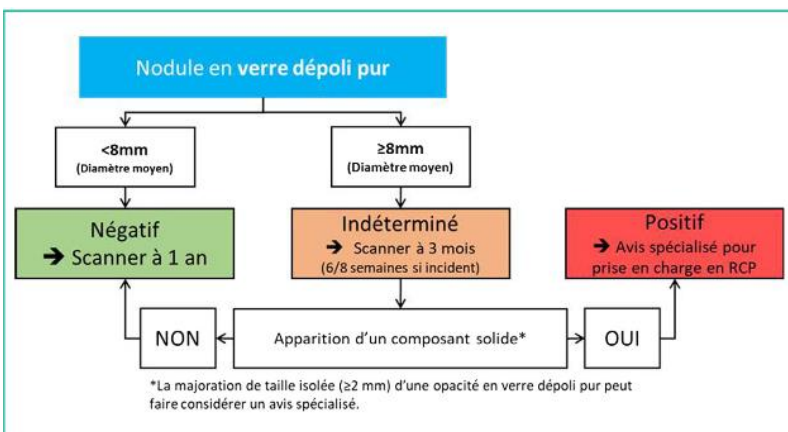 Nodule en verre dépoli pur
<8mm
(Diamètre moyen)
≥8mm
(Diamètre moyen)
Négatif
➔ Scanner à 1 an
Indéterminé
➔ Scanner à 3 mois
(6/8 semaines si incident)
Positif
➔ Avis spécialisé pour
prise en charge en RCP
NON
Apparition d'un composant solide*
OUI
*La majoration de taille isolée (≥2 mm) d'une opacité en verre dépoli pur peut
faire considérer un avis spécialisé.